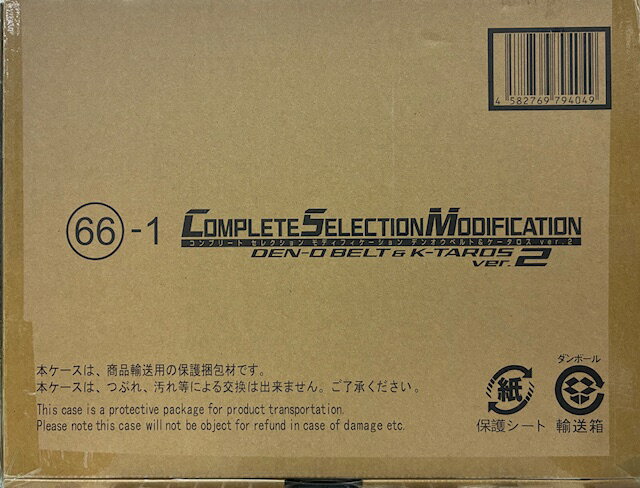 4 582769 794049
66-1 COMPLETE SELECTION MODIFICATION
コンプリート セレクション モディフィケーション デンオウベルト&ケータロス ver.2
DEN-O BELT & K-TAROS
ver.2
本ケースは、商品輸送用の保護梱包材です。
本ケースは、つぶれ、汚れ等による交換は出来ません。ご了承ください。
This case is a protective package for product transportation.
Please note this case will not be object for refund in case of damage etc.
紙
保護シート
ダンボール
輸送箱